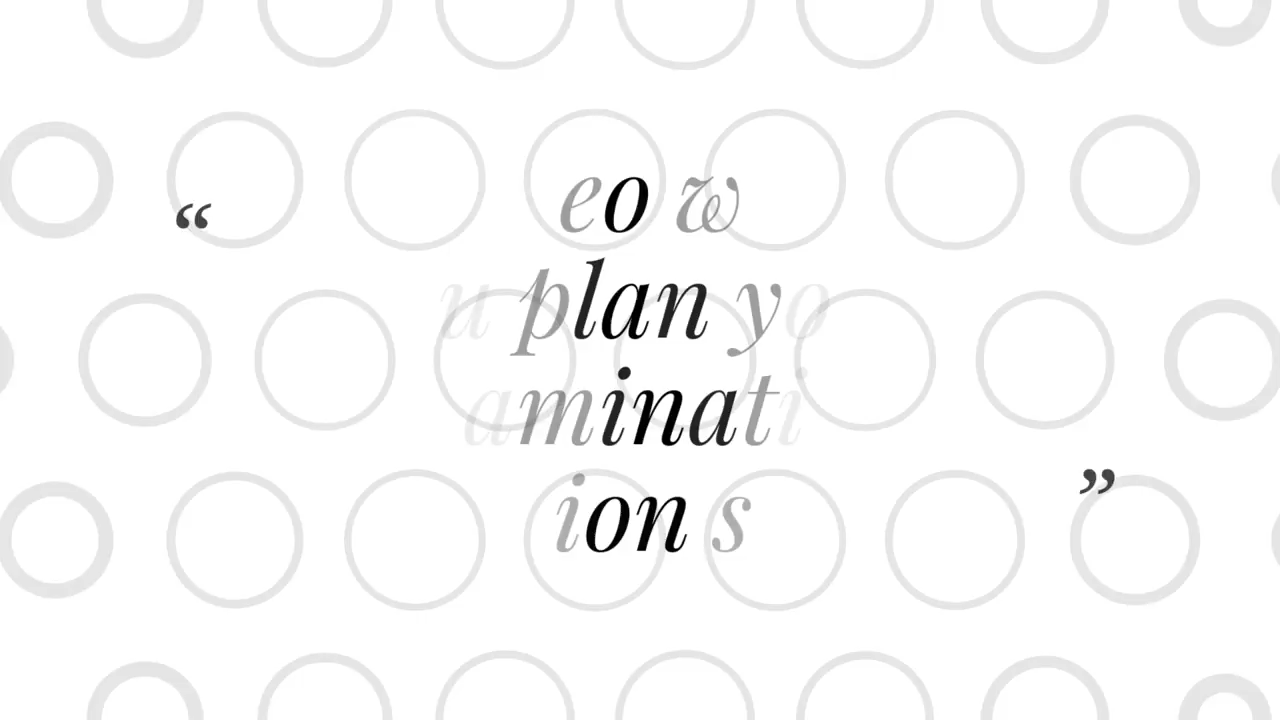 “
eo w
u plan yo
aminati
ion s
”